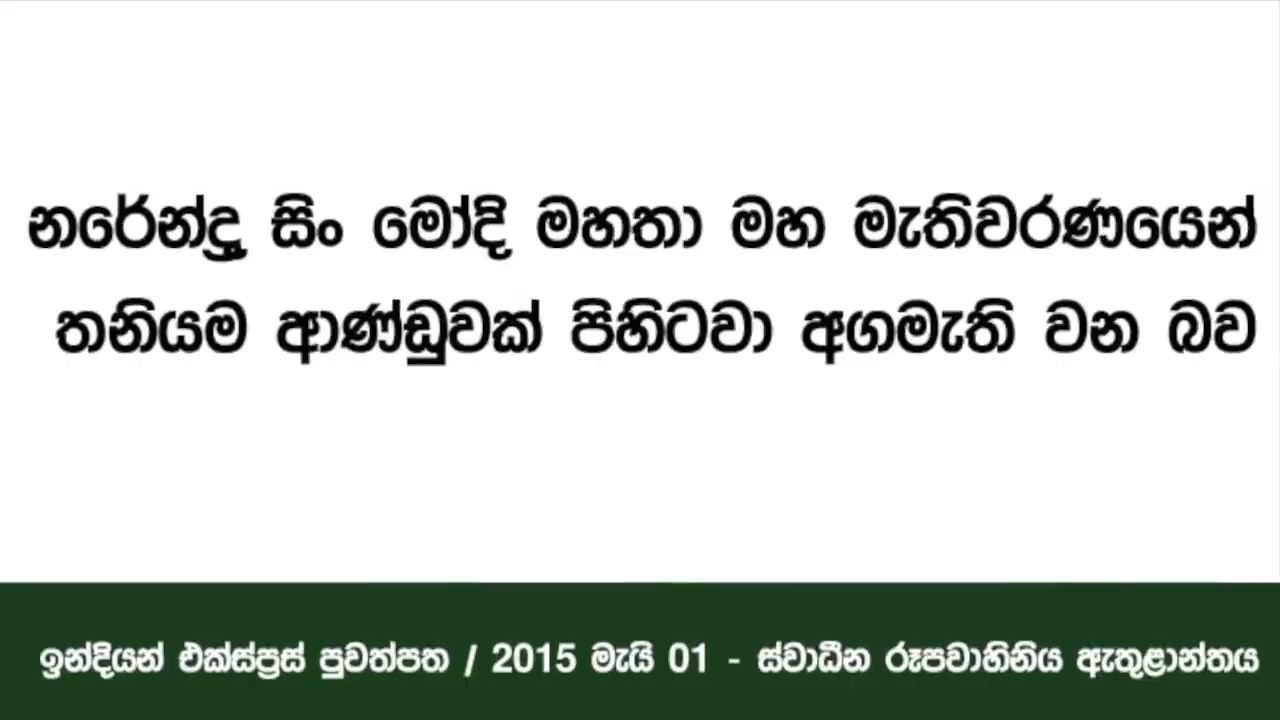 නරේන්ද්‍ර සිං මෝදි මහතා මහ මැතිවරණයෙන්
තනියම ආණ්ඩුවක් පිහිටවා අගමැති වන බව
ඉන්දියන් එක්ස්ප්‍රස් පුවත්පත / 2015 මැයි 01 - ස්වාධීන රූපවාහිනිය ඇතුළාන්තය